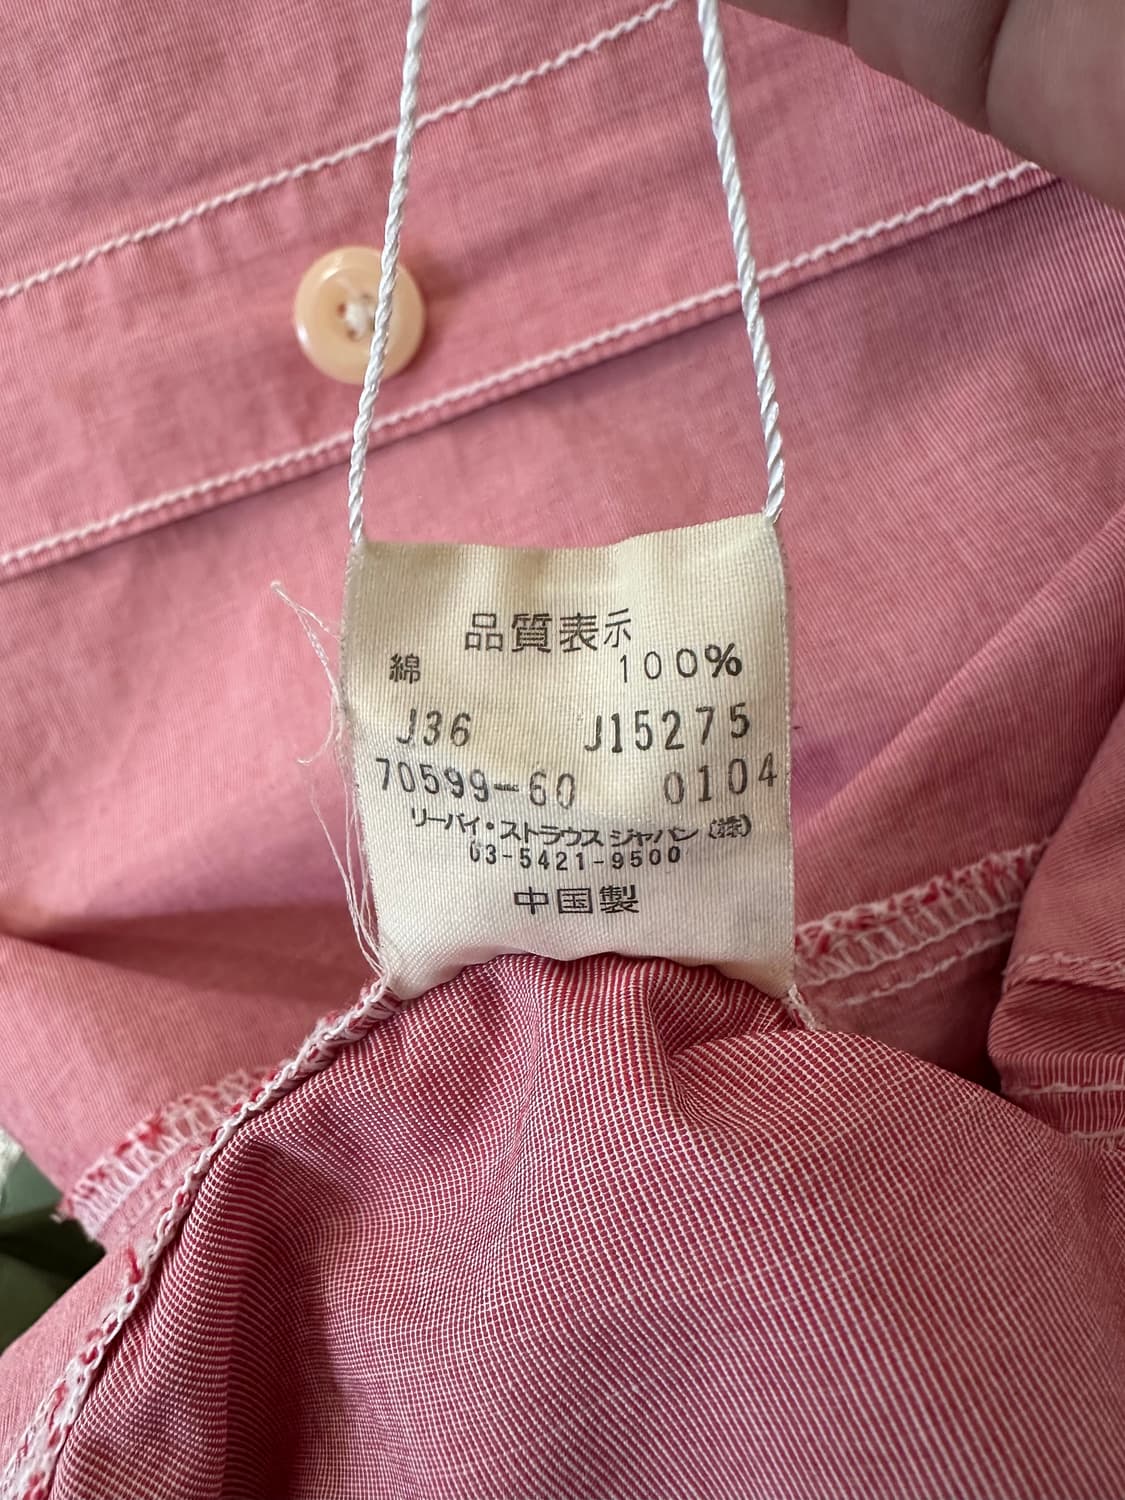 品質表示
綿 100%
J36 J15275
70599-60 0104
リーバイ・ストラウス ジャパン (株)
03-5421-9500
中国製